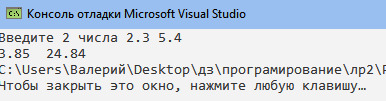 Консоль отладки Microsoft Visual Studio
Введите 2 числа 2.3 5.4
3.85  24.84
C:\Users\Валерий\Desktop\дз\програмирование\лр2\
Чтобы закрыть это окно, нажмите любую клавишу…